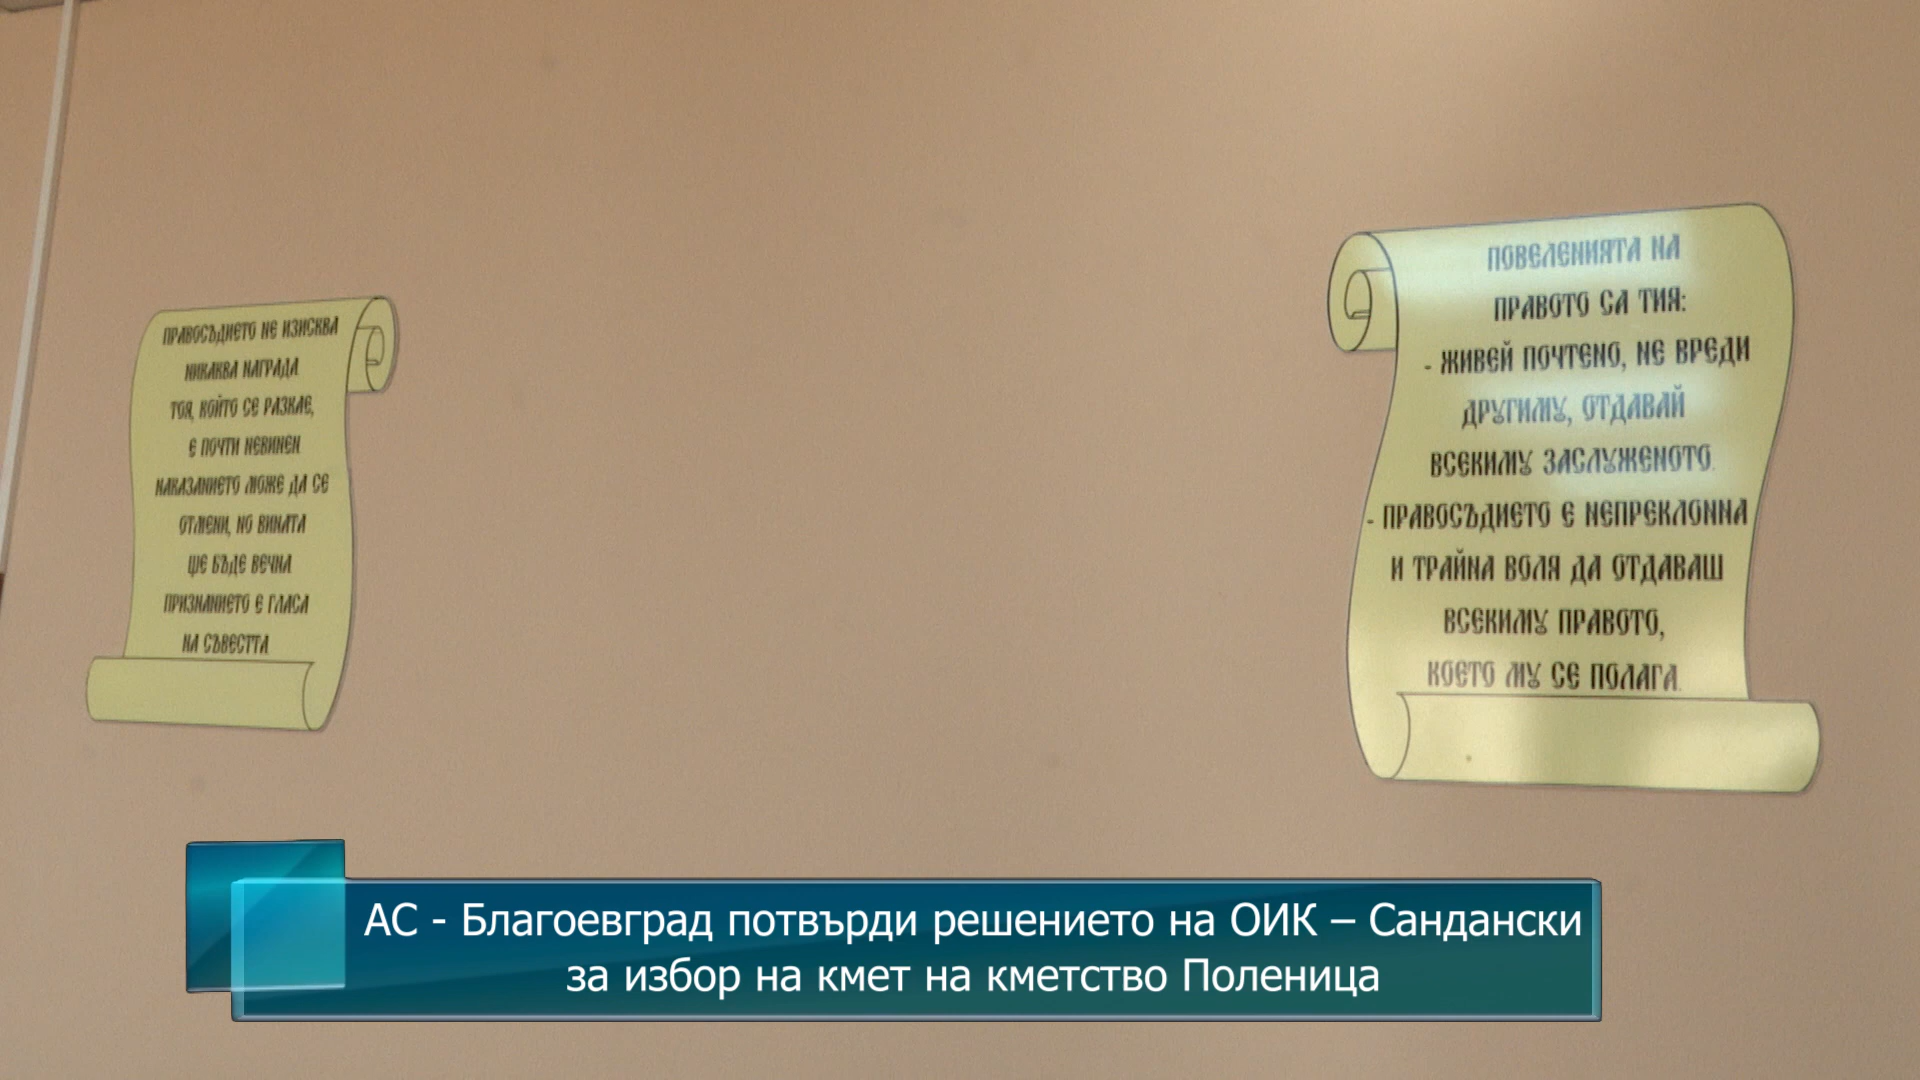 ПРАВОСЪДИЕТО НЕ ИЗИСКВА
НИКАКВА НАГРАДА
ТОЯ, КОЙТО СЕ РАЗКАЕ,
Е ПОЧТИ НЕВИНЕН
НАКАЗАНИЕТО МОЖЕ ДА СЕ
ОТМЕНИ, НО ВИНАТА
ЩЕ БЪДЕ ВЕЧНА
ПРИЗНАНИЕТО Е ГЛАСА
НА СЪВЕСТТА
ПОВЕЛЕНИЯТА НА
ПРАВОТО СА ТИЯ:
- ЖИВЕЙ ПОЧТЕНО, НЕ ВРЕДИ
ДРУГИМУ, ОТДАВАЙ
ВСЕКИМУ ЗАСЛУЖЕНОТО.
- ПРАВОСЪДИЕТО Е НЕПРЕКЛОННА
И ТРАЙНА ВОЛЯ ДА ОТДАВАШ
ВСЕКИМУ ПРАВОТО,
КОЕТО МУ СЕ ПОЛАГА.
АС - Благоевград потвърди решението на ОИК – Сандански
за избор на кмет на кметство Поленица